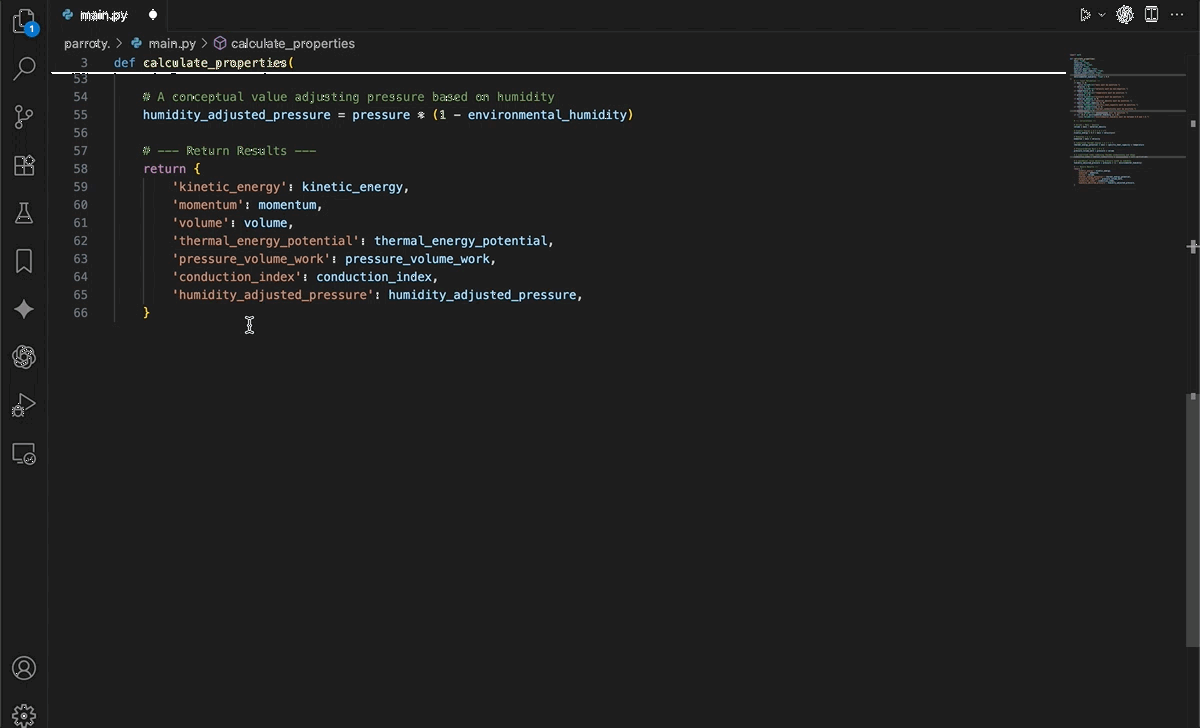 1
main.py
parroty. > main.py > calculate_properties
3 def calculate_properties(
53
54 # A conceptual value adjusting pressure based on humidity
55 humidity_adjusted_pressure = pressure * (1 - environmental_humidity)
56
57 # --- Return Results ---
58 return {
59 'kinetic_energy': kinetic_energy,
60 'momentum': momentum,
61 'volume': volume,
62 'thermal_energy_potential': thermal_energy_potential,
63 'pressure_volume_work': pressure_volume_work,
64 'conduction_index': conduction_index,
65 'humidity_adjusted_pressure': humidity_adjusted_pressure,
66 }